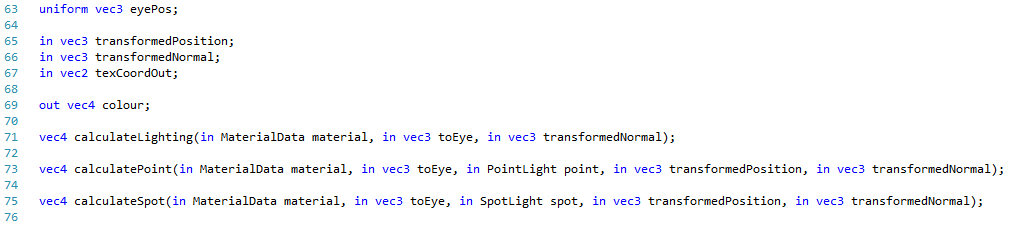 63 uniform vec3 eyePos;
64
65 in vec3 transformedPosition;
66 in vec3 transformedNormal;
67 in vec2 texCoordOut;
68
69 out vec4 colour;
70
71 vec4 calculateLighting(in MaterialData material, in vec3 toEye, in vec3 transformedNormal);
72
73 vec4 calculatePoint(in MaterialData material, in vec3 toEye, in PointLight point, in vec3 transformedPosition, in vec3 transformedNormal);
74
75 vec4 calculateSpot(in MaterialData material, in vec3 toEye, in SpotLight spot, in vec3 transformedPosition, in vec3 transformedNormal);
76